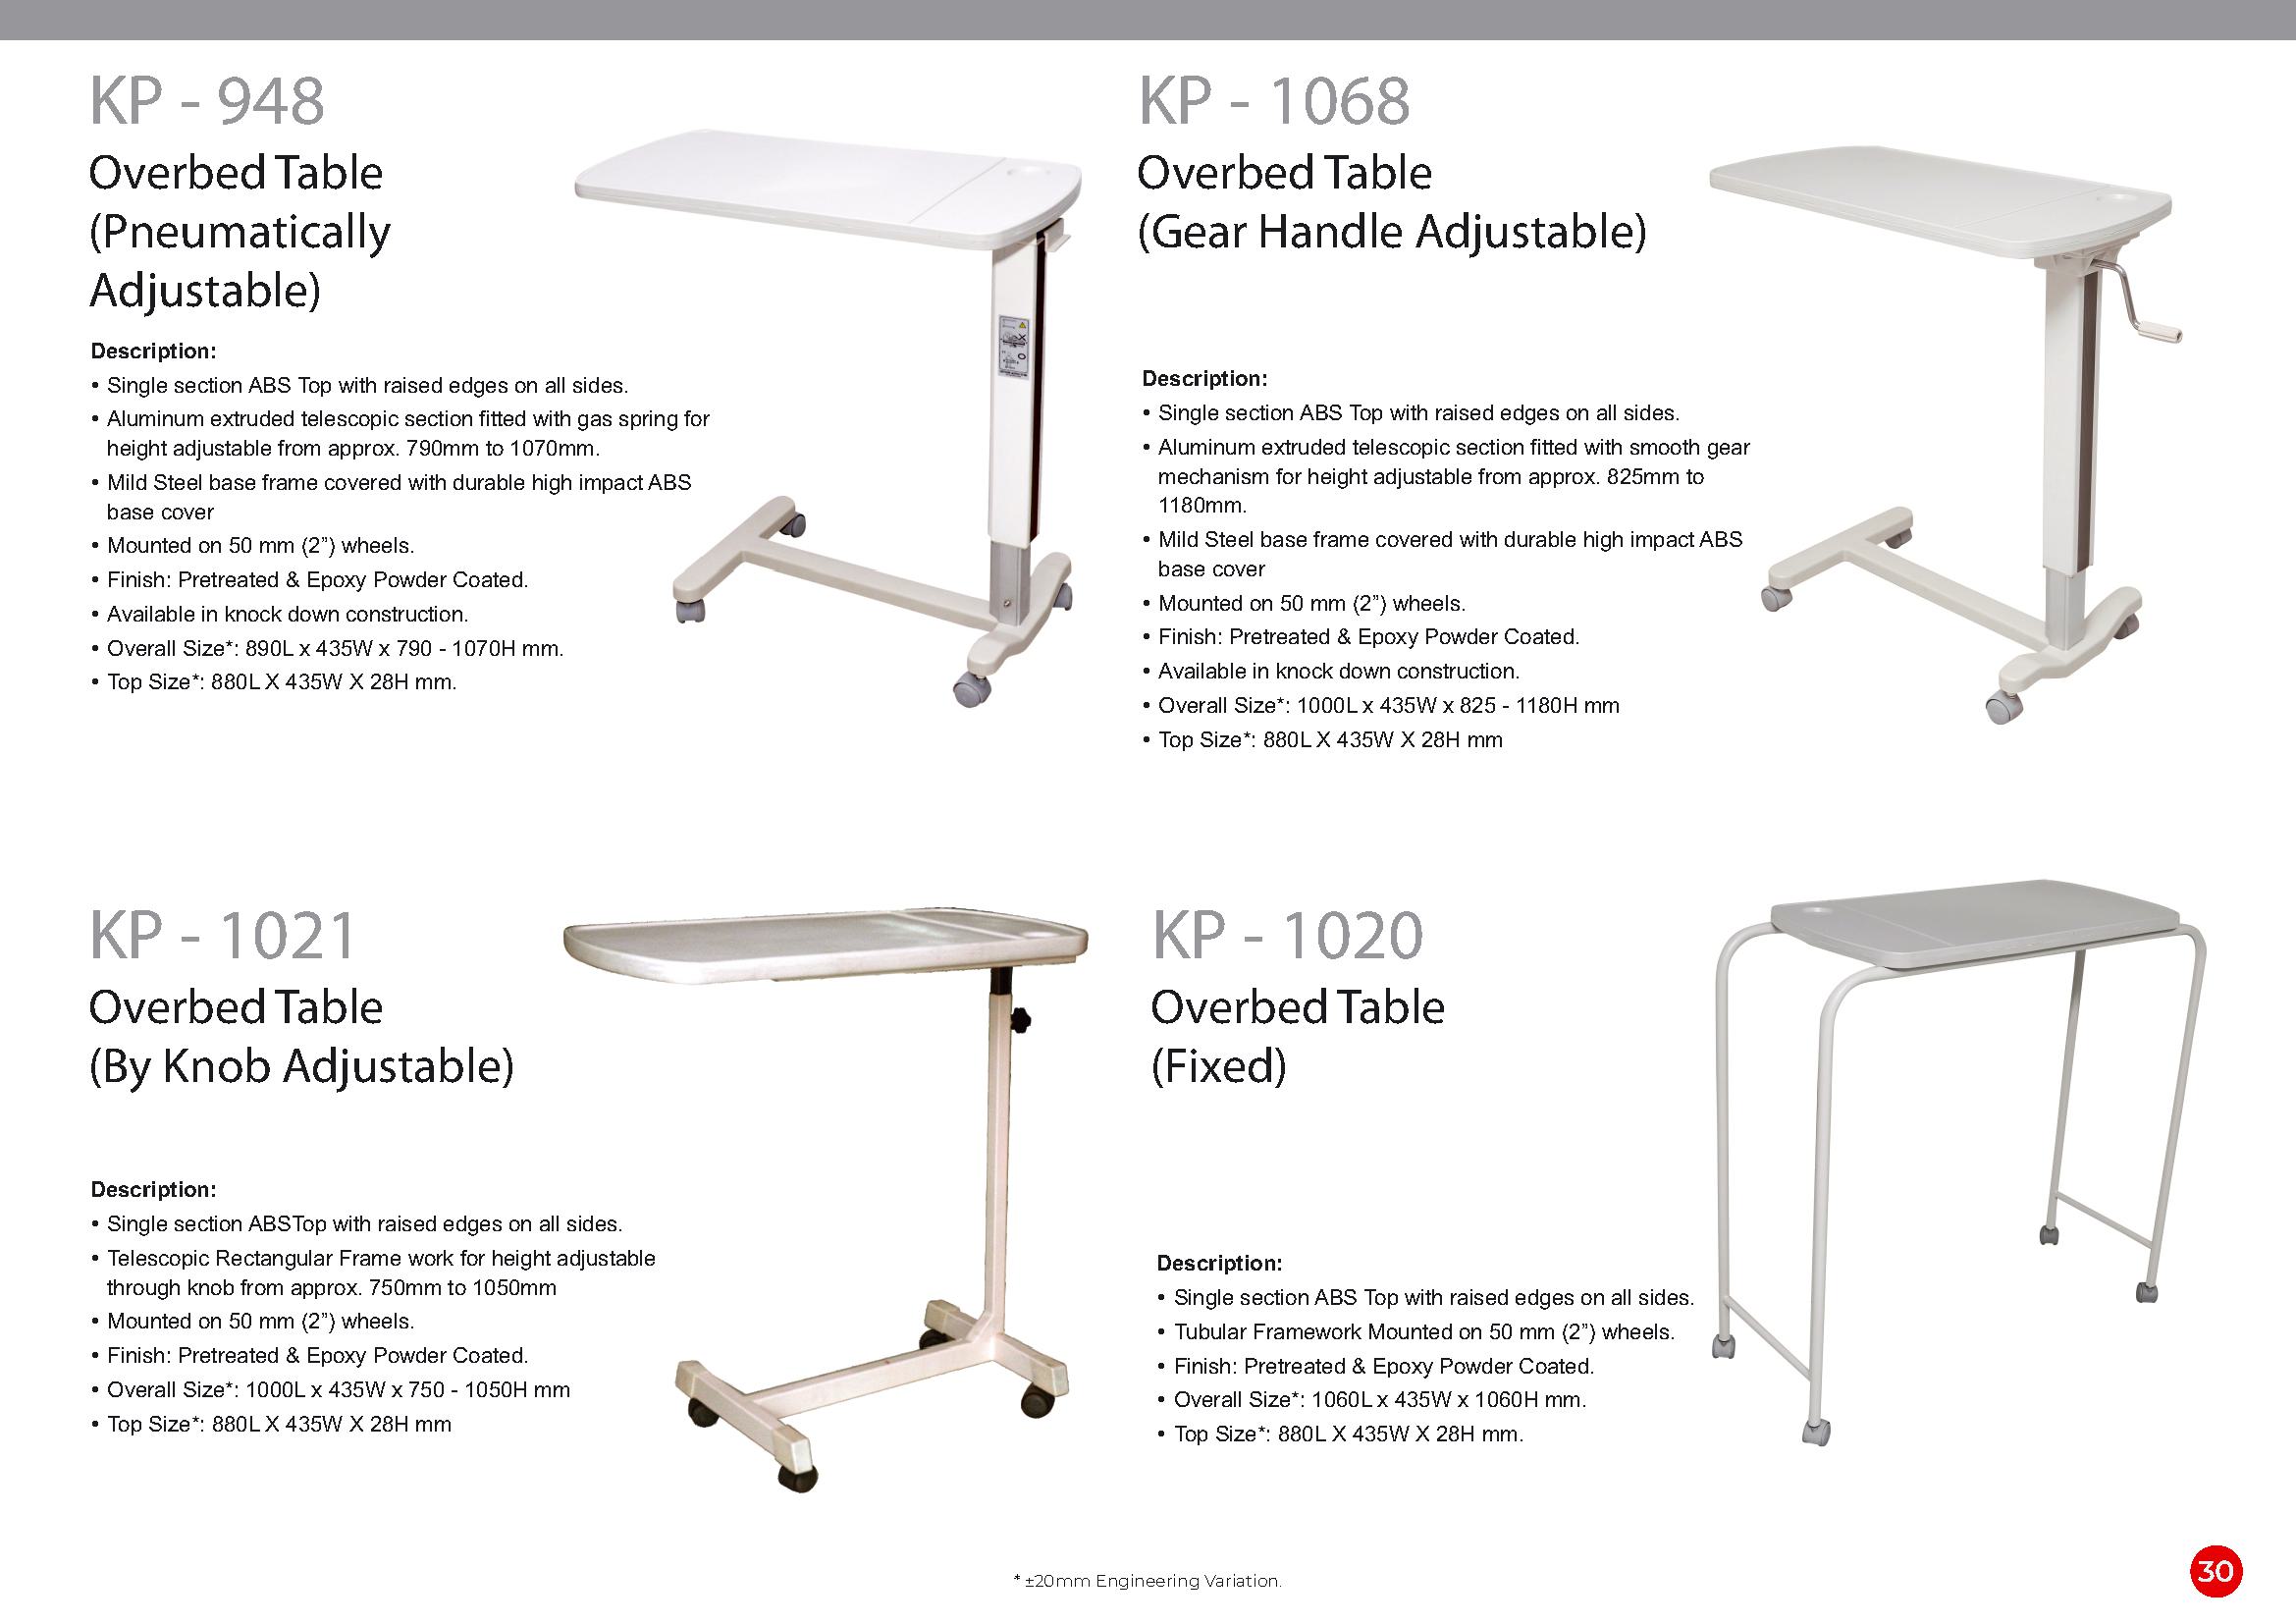 KP - 948
Overbed Table
(Pneumatically
Adjustable)
Description:
• Single section ABS Top with raised edges on all sides.
• Aluminum extruded telescopic section fitted with gas spring for
height adjustable from approx. 790mm to 1070mm.
• Mild Steel base frame covered with durable high impact ABS
base cover
• Mounted on 50 mm (2”) wheels.
• Finish: Pretreated & Epoxy Powder Coated.
• Available in knock down construction.
• Overall Size*: 890L x 435W x 790 - 1070H mm.
• Top Size*: 880L X 435W X 28H mm.
KP - 1068
Overbed Table
(Gear Handle Adjustable)
Description:
• Single section ABS Top with raised edges on all sides.
• Aluminum extruded telescopic section fitted with smooth gear
mechanism for height adjustable from approx. 825mm to
1180mm.
• Mild Steel base frame covered with durable high impact ABS
base cover
• Mounted on 50 mm (2”) wheels.
• Finish: Pretreated & Epoxy Powder Coated.
• Available in knock down construction.
• Overall Size*: 1000L x 435W x 825 - 1180H mm
• Top Size*: 880L X 435W X 28H mm
KP - 1021
Overbed Table
(By Knob Adjustable)
Description:
• Single section ABSTop with raised edges on all sides.
• Telescopic Rectangular Frame work for height adjustable
through knob from approx. 750mm to 1050mm
• Mounted on 50 mm (2”) wheels.
• Finish: Pretreated & Epoxy Powder Coated.
• Overall Size*: 1000L x 435W x 750 - 1050H mm
• Top Size*: 880L X 435W X 28H mm
KP - 1020
Overbed Table
(Fixed)
Description:
• Single section ABS Top with raised edges on all sides.
• Tubular Framework Mounted on 50 mm (2”) wheels.
• Finish: Pretreated & Epoxy Powder Coated.
• Overall Size*: 1060L x 435W x 1060H mm.
• Top Size*: 880L X 435W X 28H mm.
* ±20mm Engineering Variation.
30